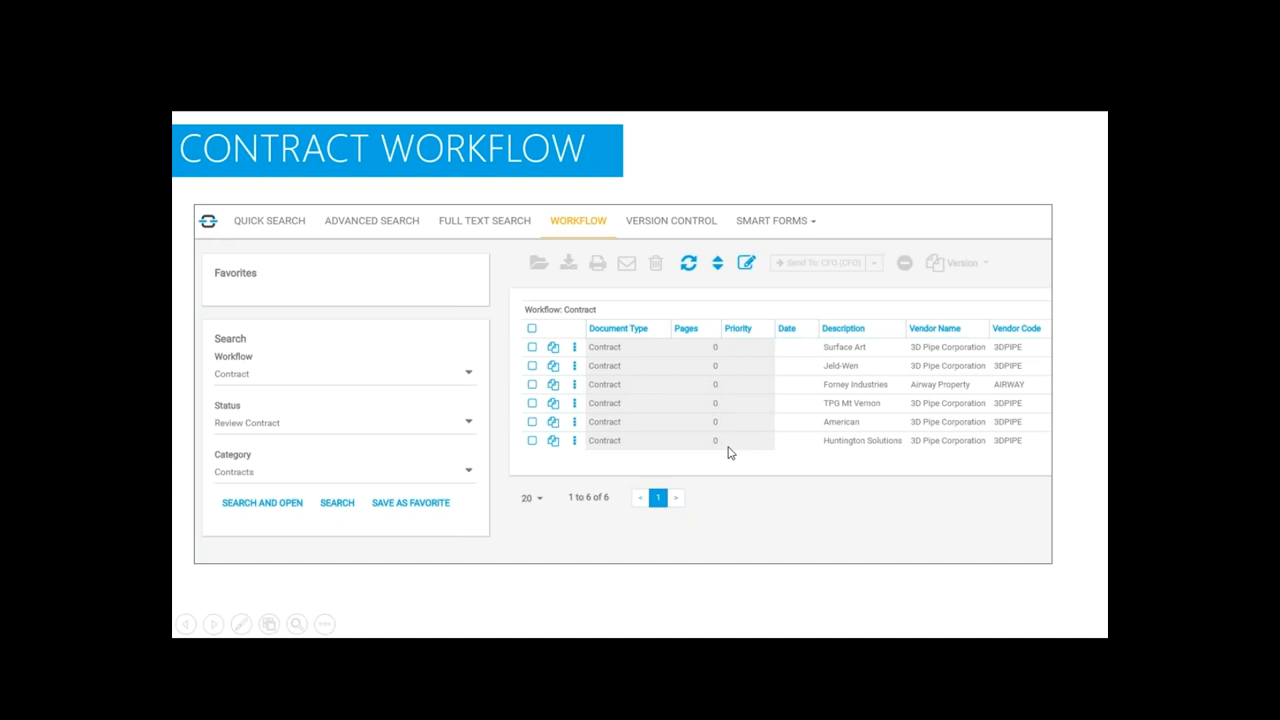 CONTRACT WORKFLOW
QUICK SEARCH ADVANCED SEARCH FULL TEXT SEARCH WORKFLOW VERSION CONTROL SMART FORMS
Favorites
Search
Workflow
Contract
Status
Review Contract
Category
Contracts
SEARCH AND OPEN SEARCH SAVE AS FAVORITE
Send To: CFO (CFO) Version
Workflow: Contract
Document Type Pages Priority Date Description Vendor Name Vendor Code
Contract 0 Surface Art 3D Pipe Corporation 3DPIPE
Contract 0 Jeld-Wen 3D Pipe Corporation 3DPIPE
Contract 0 Forney Industries Airway Property AIRWAY
Contract 0 TPG Mt Vernon 3D Pipe Corporation 3DPIPE
Contract 0 American 3D Pipe Corporation 3DPIPE
Contract 0 Huntington Solutions 3D Pipe Corporation 3DPIPE
20 1 to 6 of 6 < 1 >